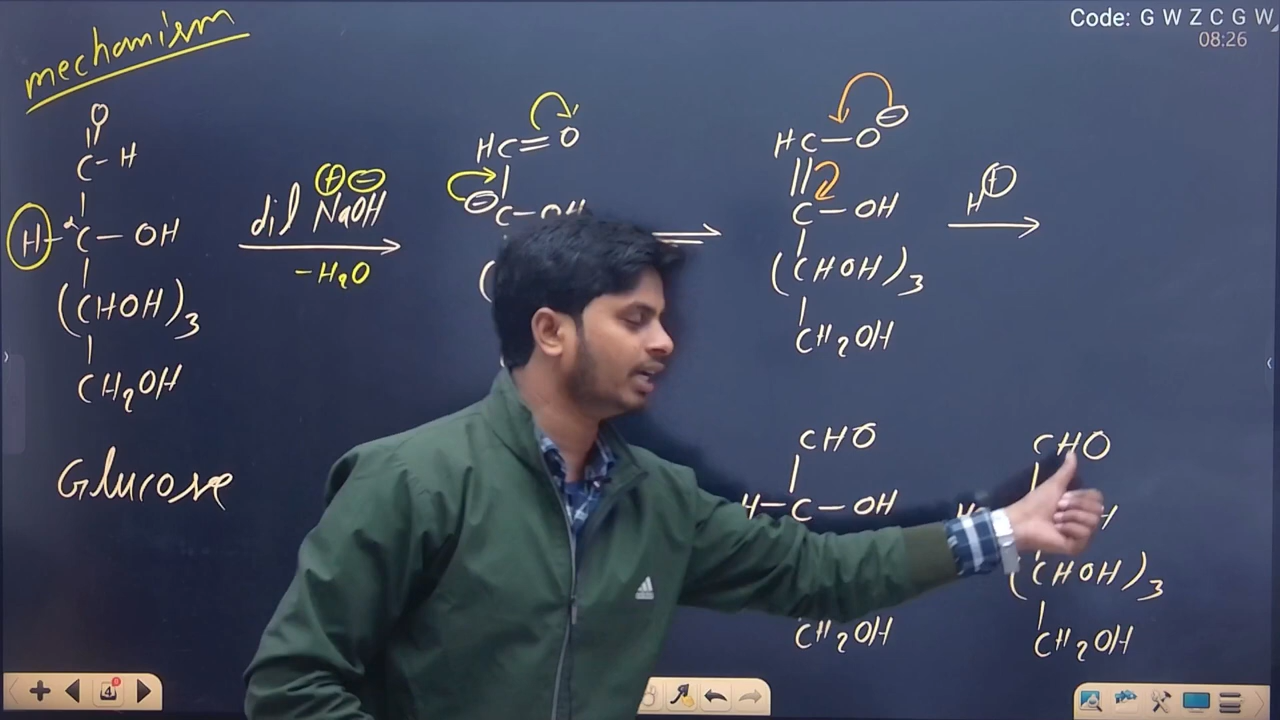 mechanism
Code: G W Z C G W
08:26
O
C - H
H - α C - OH
(CHOH)3
CH2OH
Glucose
dil NaOH
⊕ ⊖
-H2O
HC = O
⊖ C - OH
(
HC - O ⊖
C - OH
(CHOH)3
CH2OH
H⊕
CHO
H - C - OH
CH2OH
CHO
H
(CHOH)3
CH2OH
4